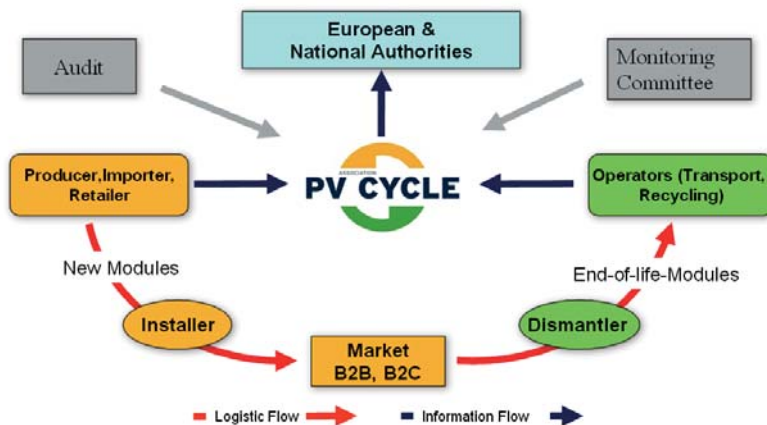 European &
National Authorities
Audit
Monitoring
Committee
ASSOCIATION
PV CYCLE
Producer,Importer,
Retailer
Operators (Transport,
Recycling)
New Modules
End-of-life-Modules
Installer
Dismantler
Market
B2B, B2C
Logistic Flow
Information Flow